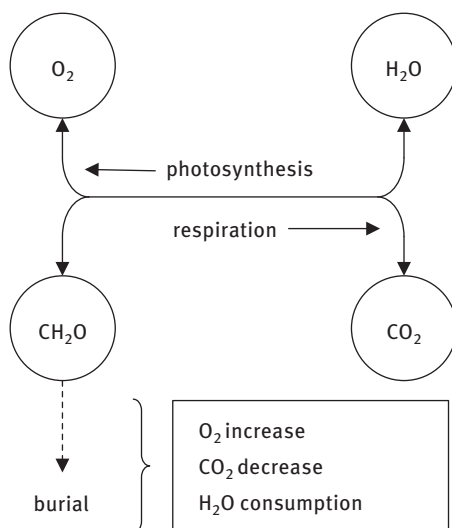 O₂
H₂O
photosynthesis
respiration
CH₂O
CO₂
burial
O₂ increase
CO₂ decrease
H₂O consumption